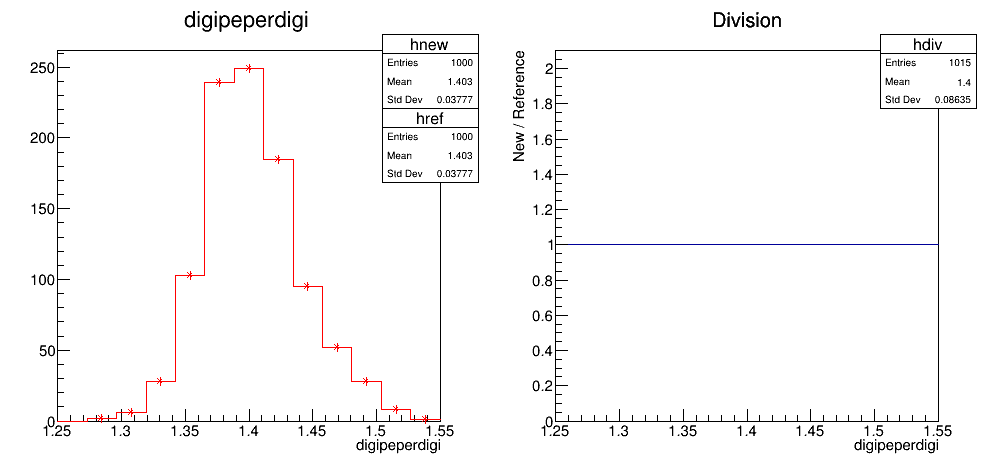 digipeperdigi
hnew
Entries 1000
Mean 1.403
Std Dev 0.03777
href
Entries 1000
Mean 1.403
Std Dev 0.03777
250
200
150
100
50
0
1.25 1.3 1.35 1.4 1.45 1.5 1.55
digipeperdigi
Division
hdiv
Entries 1015
Mean 1.4
Std Dev 0.08635
New / Reference
2
1.8
1.6
1.4
1.2
1
0.8
0.6
0.4
0.2
0
1.25 1.3 1.35 1.4 1.45 1.5 1.55
digipeperdigi